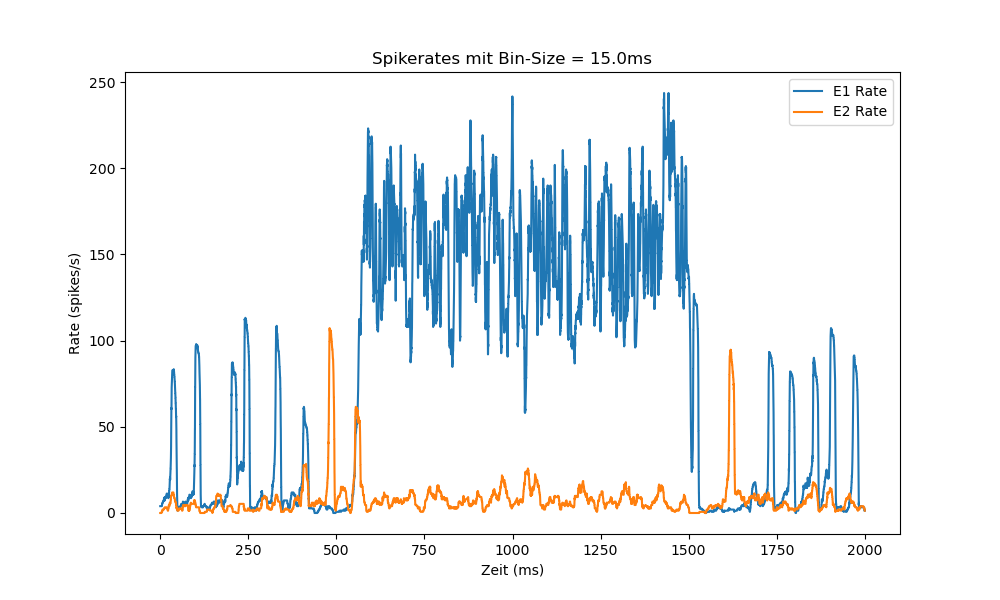 Spikerates mit Bin-Size = 15.0ms
E1 Rate
E2 Rate
Rate (spikes/s)
250
200
150
100
50
0
0 250 500 750 1000 1250 1500 1750 2000
Zeit (ms)